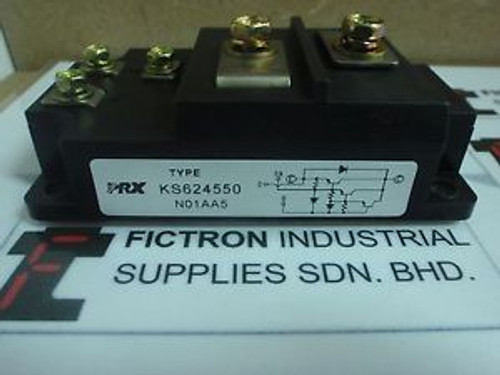 TYPE
PRX KS624550
N01AA5
FICTRON INDUSTRIAL
SUPPLIES SDN. BHD.